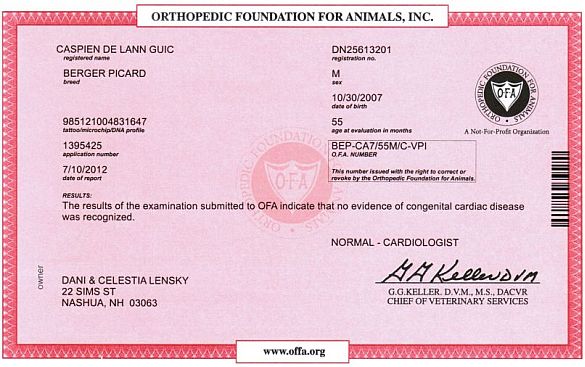 ORTHOPEDIC FOUNDATION FOR ANIMALS, INC.
CASPIEN DE LANN GUIC
registered name
DN25613201
registration no.
BERGER PICARD
breed
M
sex
10/30/2007
date of birth
985121004831647
tattoo/microchip/DNA profile
55
age at evaluation in months
1395425
application number
BEP-CA7/55M/C-VPI
O.F.A. NUMBER
7/10/2012
date of report
This number issued with the right to correct or
revoke by the Orthopedic Foundation for Animals.
ORTHOPEDIC FOUNDATION FOR ANIMALS
OFA
A Not-For-Profit Organization
ORTHOPEDIC FOUNDATION FOR ANIMALS
OFA
RESULTS:
The results of the examination submitted to OFA indicate that no evidence of congenital cardiac disease
was recognized.
NORMAL - CARDIOLOGIST
owner
DANI & CELESTIA LENSKY
22 SIMS ST
NASHUA, NH 03063
GG Keller DVM
G.G.KELLER, D.V.M., M.S., DACVR
CHIEF OF VETERINARY SERVICES
www.offa.org